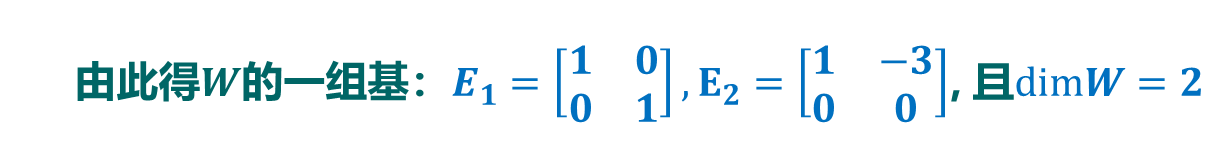 由此得W的一组基：E₁ = [1 0; 0 1], E₂ = [1 −3; 0 0], 且dimW = 2